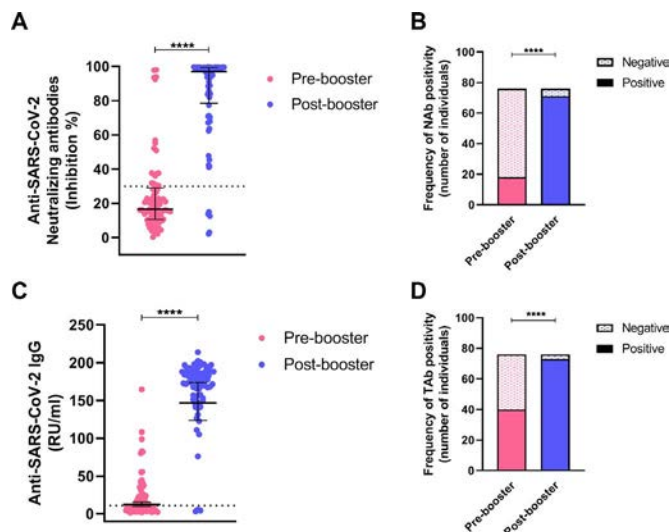 A
****
100
80
60
40
20
0
Anti-SARS-CoV-2
Neutralizing antibodies
(Inhibition %)
Pre-booster
Post-booster
B
****
100
80
60
40
20
0
Frequency of NAb positivity
(number of individuals)
Negative
Positive
Pre-booster
Post-booster
C
****
250
200
150
100
50
0
Anti-SARS-CoV-2 IgG
(RU/ml)
Pre-booster
Post-booster
D
****
100
80
60
40
20
0
Frequency of TAb positivity
(number of individuals)
Negative
Positive
Pre-booster
Post-booster